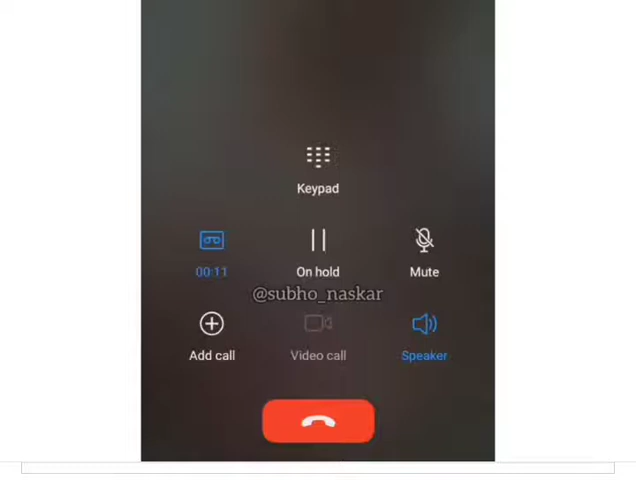 Keypad
00:11
On hold
Mute
@subho_naskar
Add call
Video call
Speaker